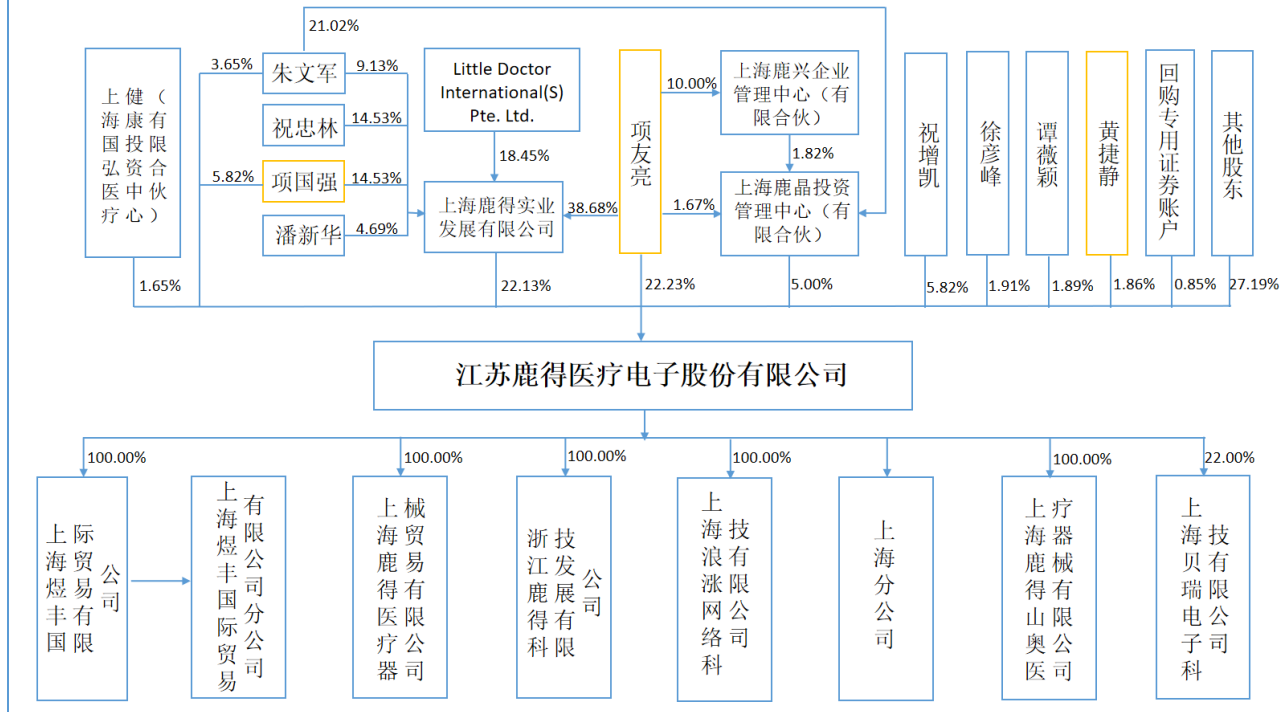 21.02%
上海国弘医疗
健康投资中心
（有限合伙）
3.65%
朱文军
9.13%
祝忠林
14.53%
5.82%
项国强
14.53%
潘新华
4.69%
Little Doctor
International(S)
Pte. Ltd.
18.45%
上海鹿得实业
发展有限公司
38.68%
项友亮
10.00%
上海鹿兴企业
管理中心（有
限合伙）
1.82%
1.67%
上海鹿晶投资
管理中心（有
限合伙）
祝增凯
徐彦峰
谭薇颖
黄捷静
回购专用证券账户
其他股东
1.65%
22.13%
22.23%
5.00%
5.82%
1.91%
1.89%
1.86%
0.85%
27.19%
江苏鹿得医疗电子股份有限公司
100.00%
100.00%
100.00%
100.00%
100.00%
22.00%
上海煜丰国
际贸易有限
公司
上海煜丰国际贸易
有限公司分公司
上海鹿得医疗器
械贸易有限公司
浙江鹿得科
技发展有限
公司
上海浪涨网络科
技有限公司
上海分公司
上海鹿得山奥医
疗器械有限公司
上海贝瑞电子科
技有限公司